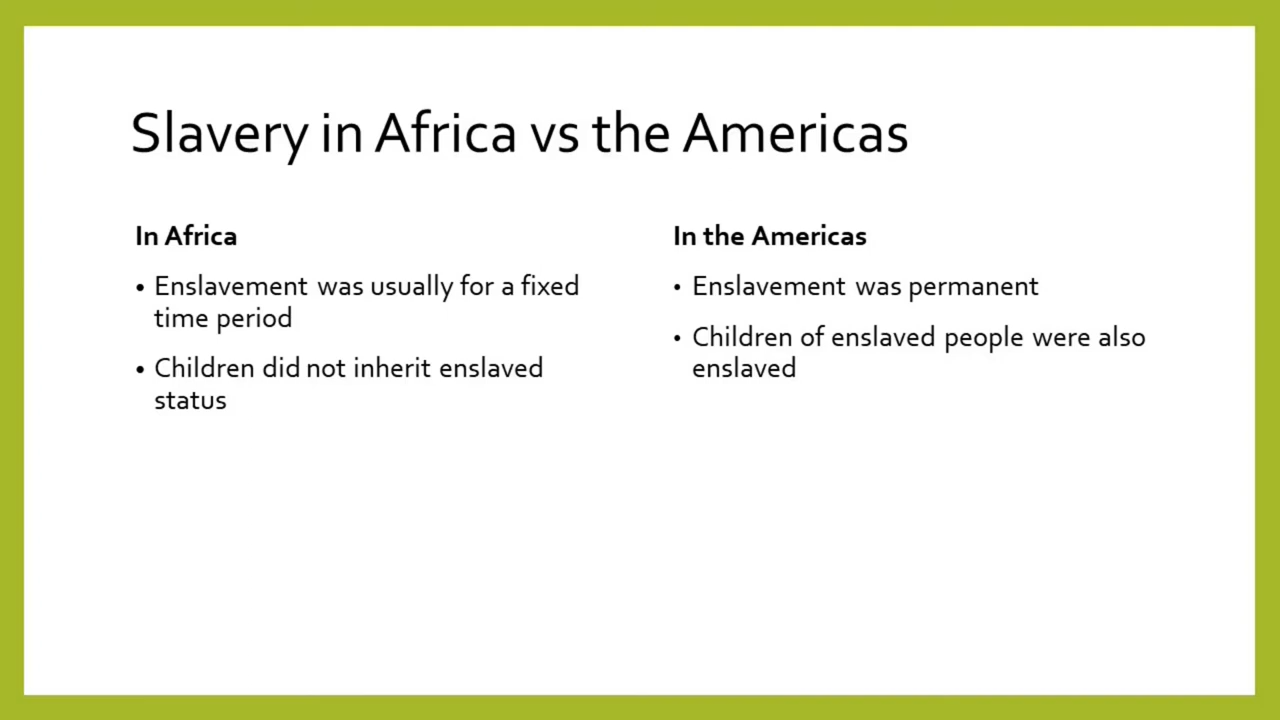 Slavery in Africa vs the Americas
In Africa
• Enslavement was usually for a fixed
time period
• Children did not inherit enslaved
status
In the Americas
• Enslavement was permanent
• Children of enslaved people were also
enslaved